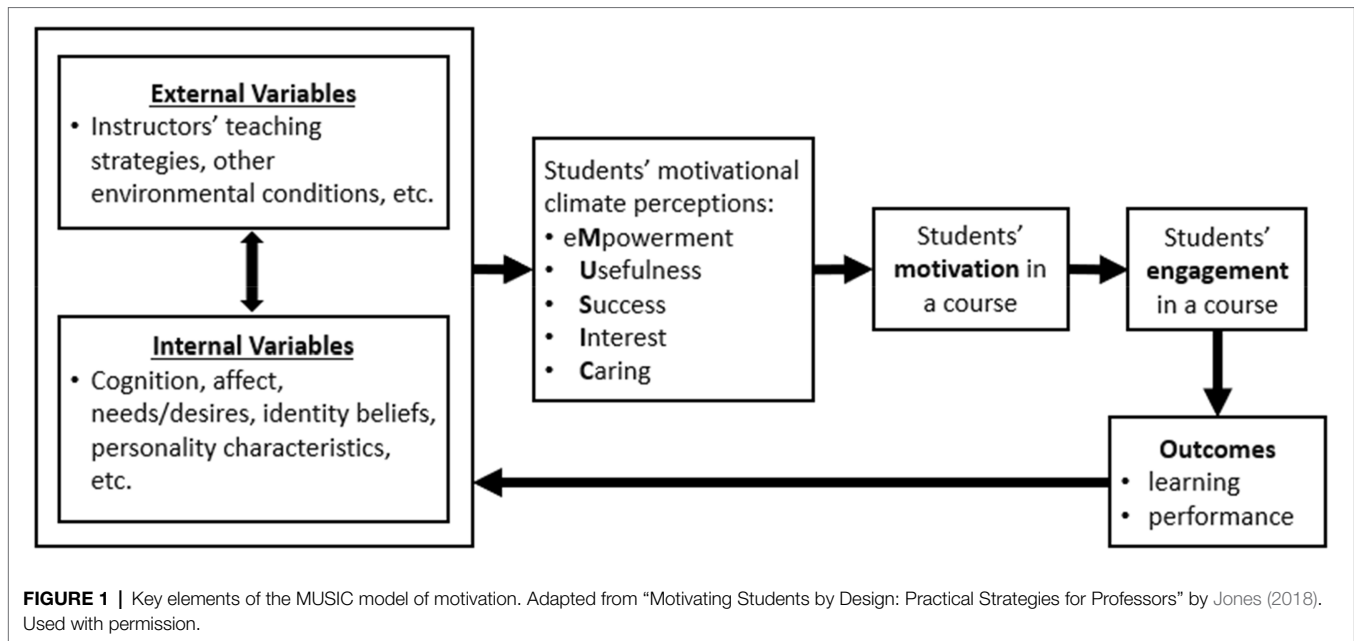 External Variables
• Instructors' teaching
strategies, other
environmental conditions, etc.
Internal Variables
• Cognition, affect,
needs/desires, identity beliefs,
personality characteristics,
etc.
Students' motivational
climate perceptions:
• eMpowerment
• Usefulness
• Success
• Interest
• Caring
Students'
motivation in
a course
Students'
engagement
in a course
Outcomes
• learning
• performance
FIGURE 1 | Key elements of the MUSIC model of motivation. Adapted from “Motivating Students by Design: Practical Strategies for Professors” by Jones (2018).
Used with permission.